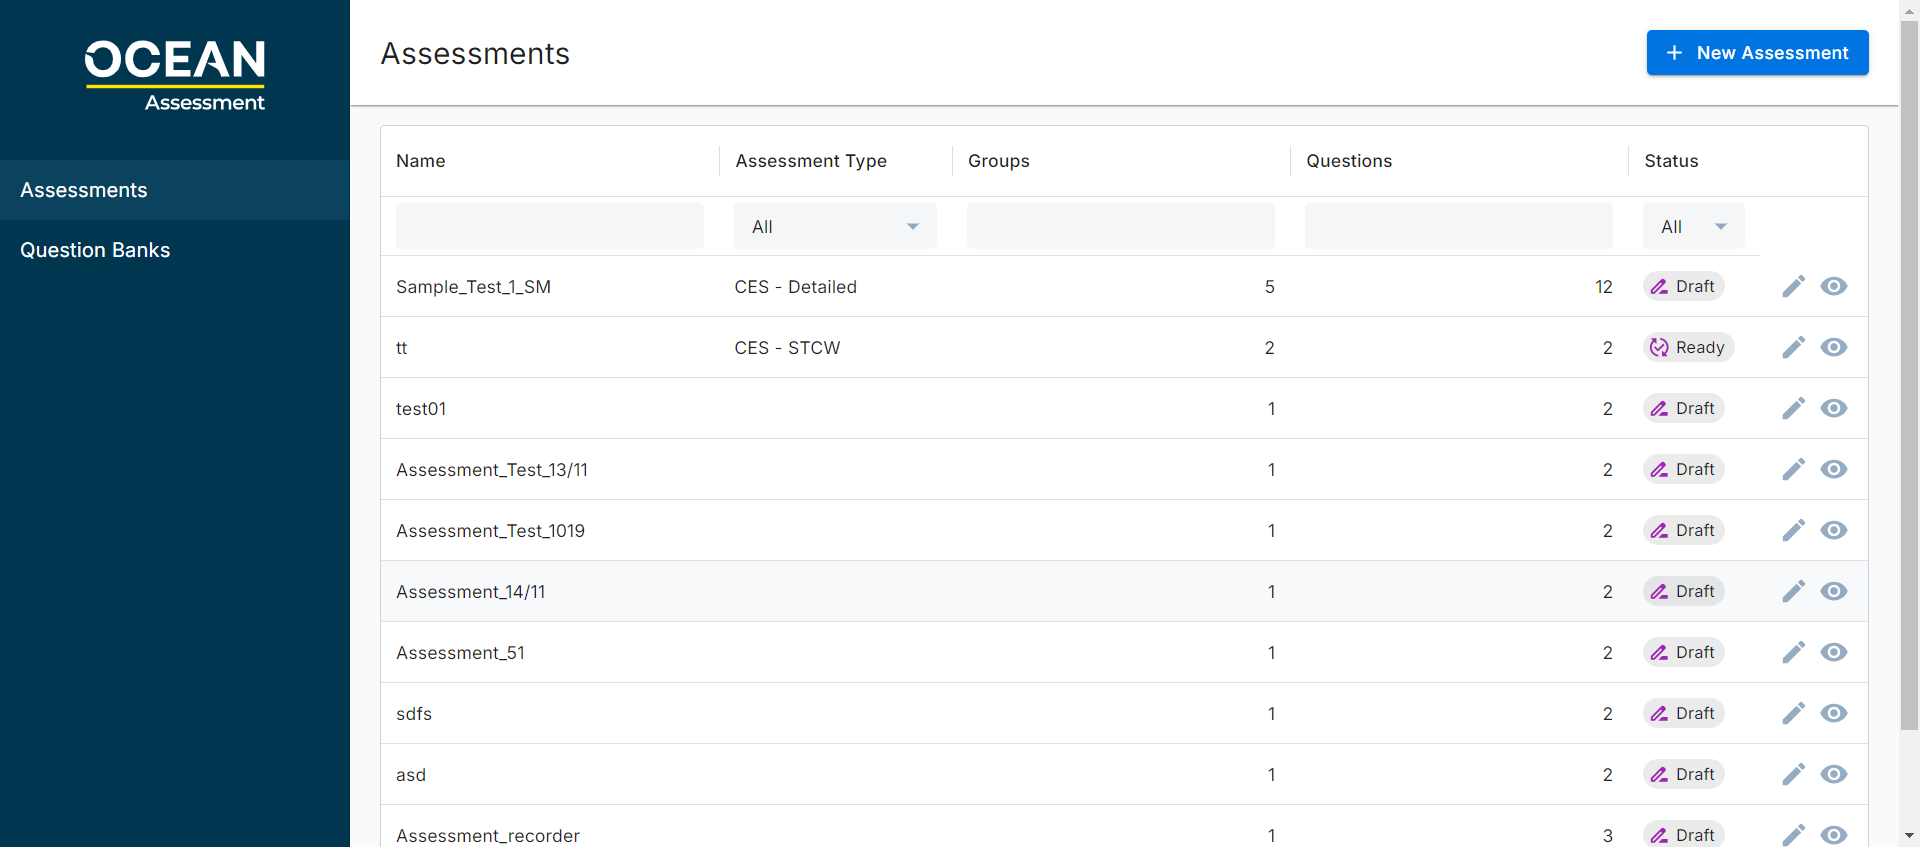 OCEAN
Assessment
Assessments
Question Banks
Assessments
+ New Assessment
Name Assessment Type Groups Questions Status
All All
Sample_Test_1_SM CES - Detailed 5 12 Draft
tt CES - STCW 2 2 Ready
test01 1 2 Draft
Assessment_Test_13/11 1 2 Draft
Assessment_Test_1019 1 2 Draft
Assessment_14/11 1 2 Draft
Assessment_51 1 2 Draft
sdfs 1 2 Draft
asd 1 2 Draft
Assessment_recorder 1 3 Draft